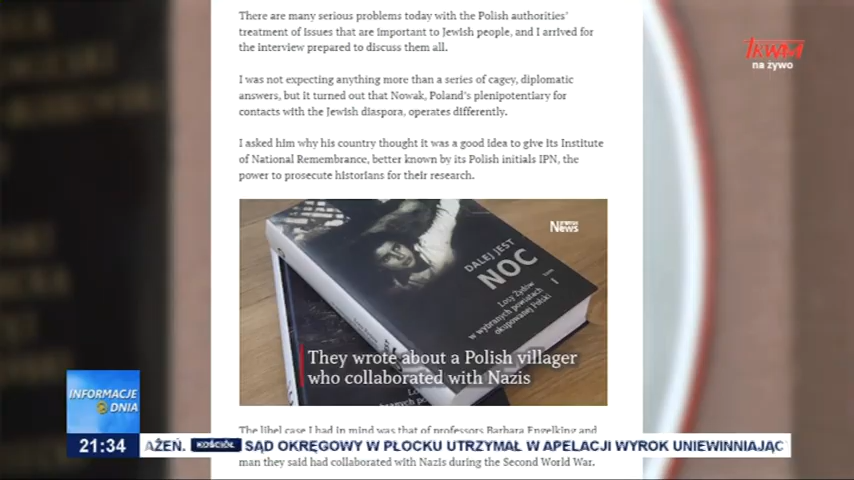 There are many serious problems today with the Polish authorities'
treatment of issues that are important to Jewish people, and I arrived for
the interview prepared to discuss them all.
TRWAM
na żywo
I was not expecting anything more than a series of cagey, diplomatic
answers, but it turned out that Nowak, Poland's plenipotentiary for
contacts with the Jewish diaspora, operates differently.
I asked him why his country thought it was a good idea to give its Institute
of National Remembrance, better known by its Polish initials IPN, the
power to prosecute historians for their research.
News
DALEJ JEST
NOC
Losy Żydów
w wybranych powiatach
okupowanej Polski
They wrote about a Polish villager
who collaborated with Nazis
The libel case I had in mind was that of professors Barbara Engelking and
INFORMACJE
DNIA
21:34
AŻEŃ. KOŚCIÓŁ SĄD OKRĘGOWY W PŁOCKU UTRZYMAŁ W APELACJI WYROK UNIEWINNIAJĄC
man they said had collaborated with Nazis during the Second World War.